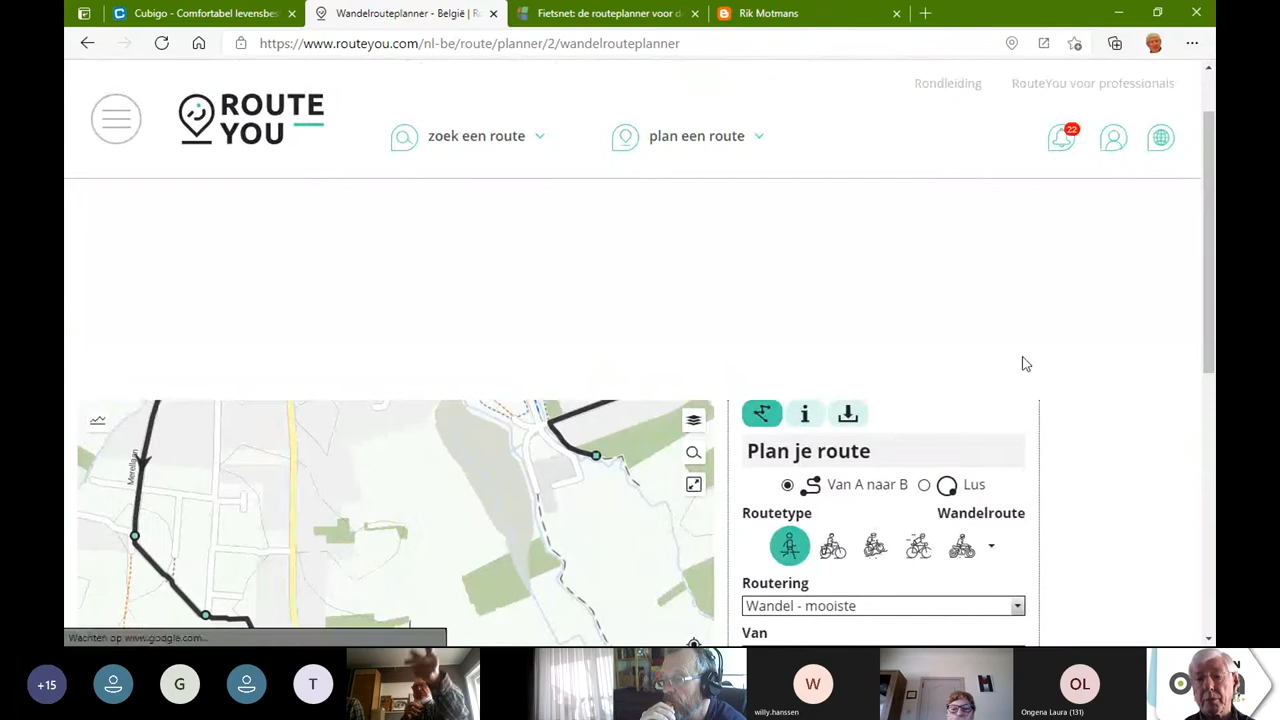 Cubigo - Comfortabel levensbes
Wandelrouteplanner - België | Ro
Fietsnet: de routeplanner voor d
Rik Motmans
https://www.routeyou.com/nl-be/route/planner/2/wandelrouteplanner
Rondleiding
RouteYou voor professionals
ROUTE
YOU
zoek een route
plan een route
22
Plan je route
Van A naar B
Lus
Routetype
Wandelroute
Routering
Wandel - mooiste
Van
Merellaan
Wachten op www.google.com...
+15
G
T
W
willy.hanssen
OL
Ongena Laura (131)